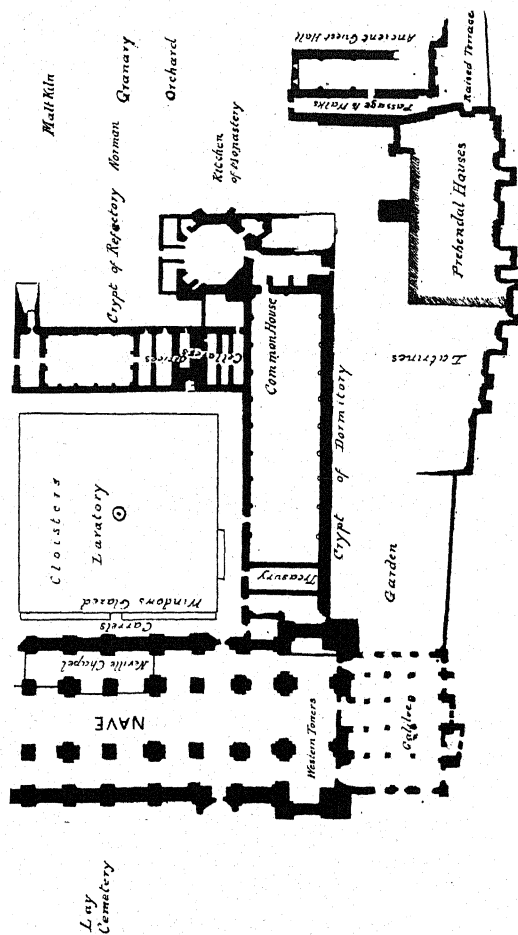 Ancient Guest Hall
Passage & Walks
Raised Terrace
Malt Kiln
Granary
Orchard
Crypt of Refectory Norman
Kitchen
of Monastery
Prebendal Houses
Cellarer's
Offices
Common House
Latrines
Cloisters
Lavatory
Crypt of Dormitory
Treasury
Garden
Windows Glazed
Carrels
Neville Chapel
NAVE
Western Towers
Galilee
Lay
Cemetery